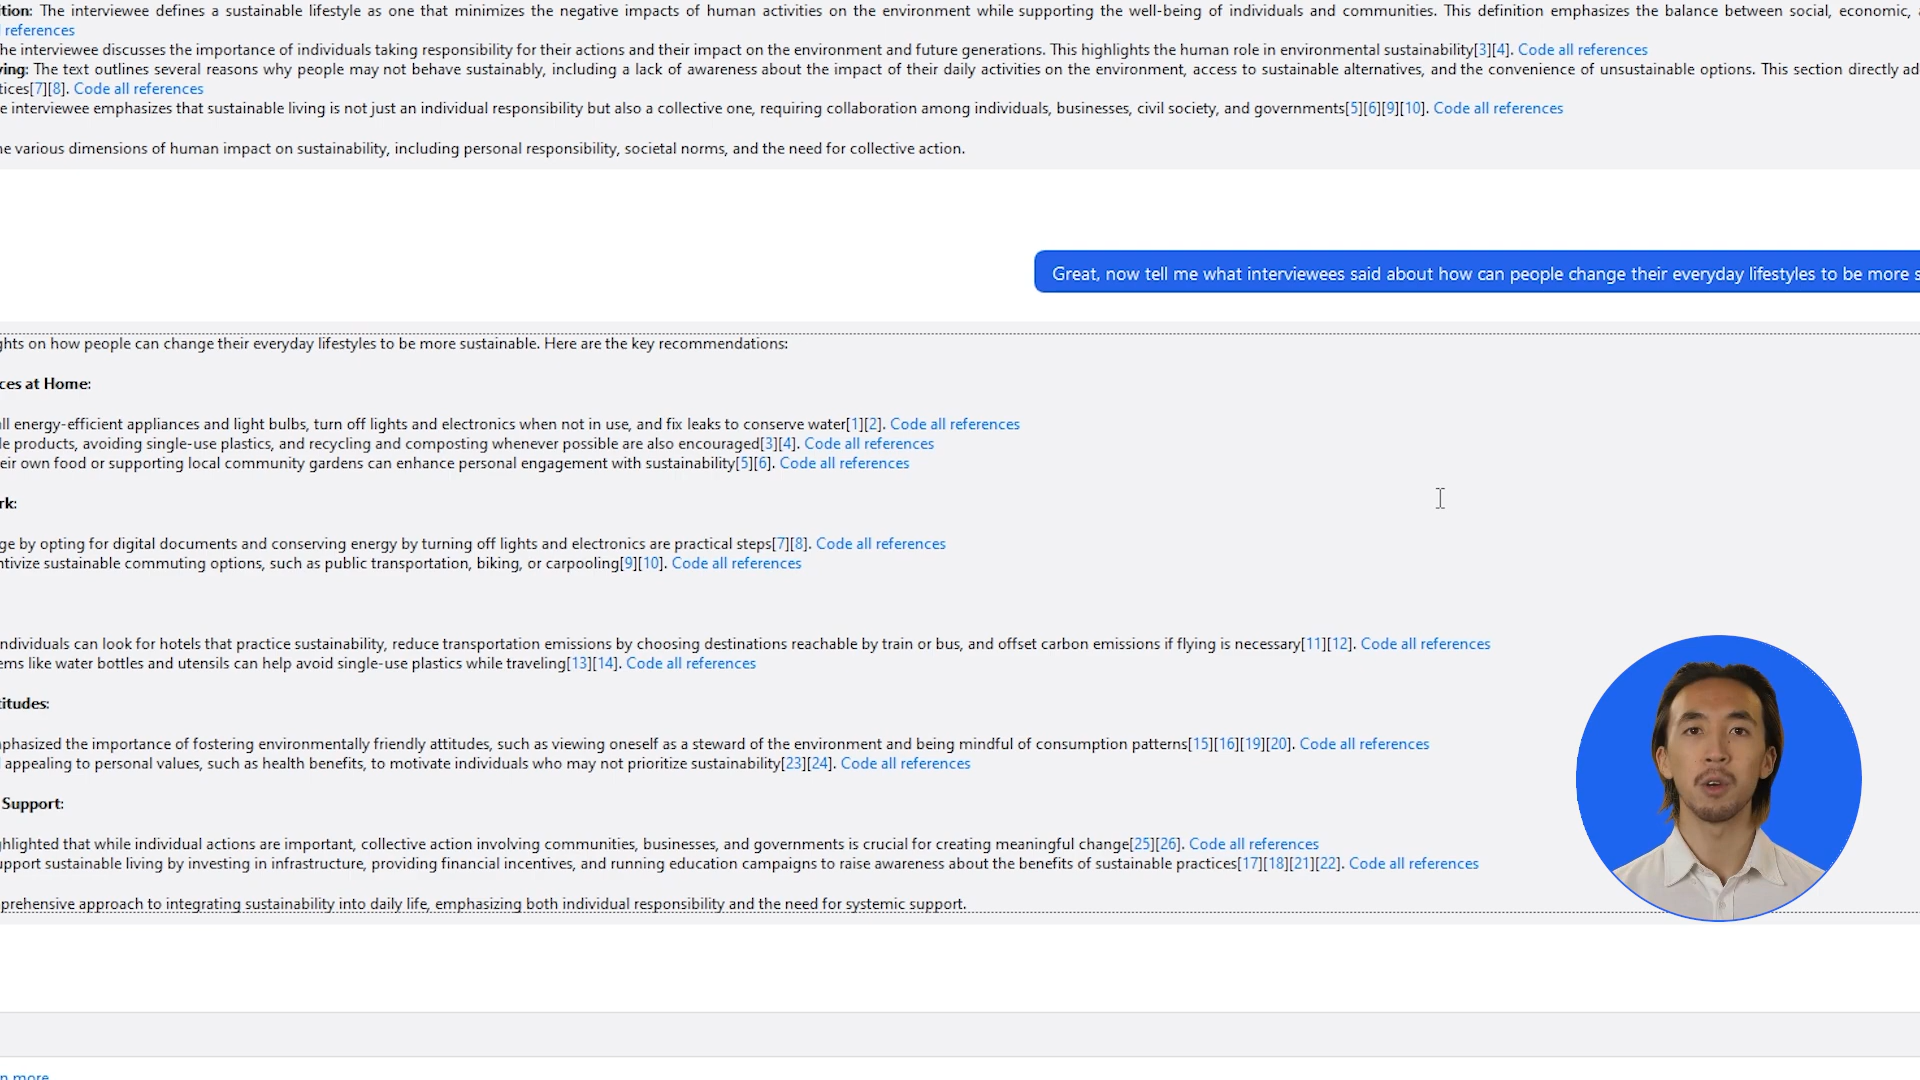 tion: The interviewee defines a sustainable lifestyle as one that minimizes the negative impacts of human activities on the environment while supporting the well-being of individuals and communities. This definition emphasizes the balance between social, economic,
references
he interviewee discusses the importance of individuals taking responsibility for their actions and their impact on the environment and future generations. This highlights the human role in environmental sustainability[3][4]. Code all references
ving: The text outlines several reasons why people may not behave sustainably, including a lack of awareness about the impact of their daily activities on the environment, access to sustainable alternatives, and the convenience of unsustainable options. This section directly ad
tices[7][8]. Code all references
e interviewee emphasizes that sustainable living is not just an individual responsibility but also a collective one, requiring collaboration among individuals, businesses, civil society, and governments[5][6][9][10]. Code all references
he various dimensions of human impact on sustainability, including personal responsibility, societal norms, and the need for collective action.
Great, now tell me what interviewees said about how can people change their everyday lifestyles to be more s
ghts on how people can change their everyday lifestyles to be more sustainable. Here are the key recommendations:
ces at Home:
ll energy-efficient appliances and light bulbs, turn off lights and electronics when not in use, and fix leaks to conserve water[1][2]. Code all references
le products, avoiding single-use plastics, and recycling and composting whenever possible are also encouraged[3][4]. Code all references
eir own food or supporting local community gardens can enhance personal engagement with sustainability[5][6]. Code all references
rk:
ge by opting for digital documents and conserving energy by turning off lights and electronics are practical steps[7][8]. Code all references
ntivize sustainable commuting options, such as public transportation, biking, or carpooling[9][10]. Code all references
individuals can look for hotels that practice sustainability, reduce transportation emissions by choosing destinations reachable by train or bus, and offset carbon emissions if flying is necessary[11][12]. Code all references
ems like water bottles and utensils can help avoid single-use plastics while traveling[13][14]. Code all references
titudes:
phasized the importance of fostering environmentally friendly attitudes, such as viewing oneself as a steward of the environment and being mindful of consumption patterns[15][16][19][20]. Code all references
appealing to personal values, such as health benefits, to motivate individuals who may not prioritize sustainability[23][24]. Code all references
Support:
ghlighted that while individual actions are important, collective action involving communities, businesses, and governments is crucial for creating meaningful change[25][26]. Code all references
upport sustainable living by investing in infrastructure, providing financial incentives, and running education campaigns to raise awareness about the benefits of sustainable practices[17][18][21][22]. Code all references
prehensive approach to integrating sustainability into daily life, emphasizing both individual responsibility and the need for systemic support.
n more